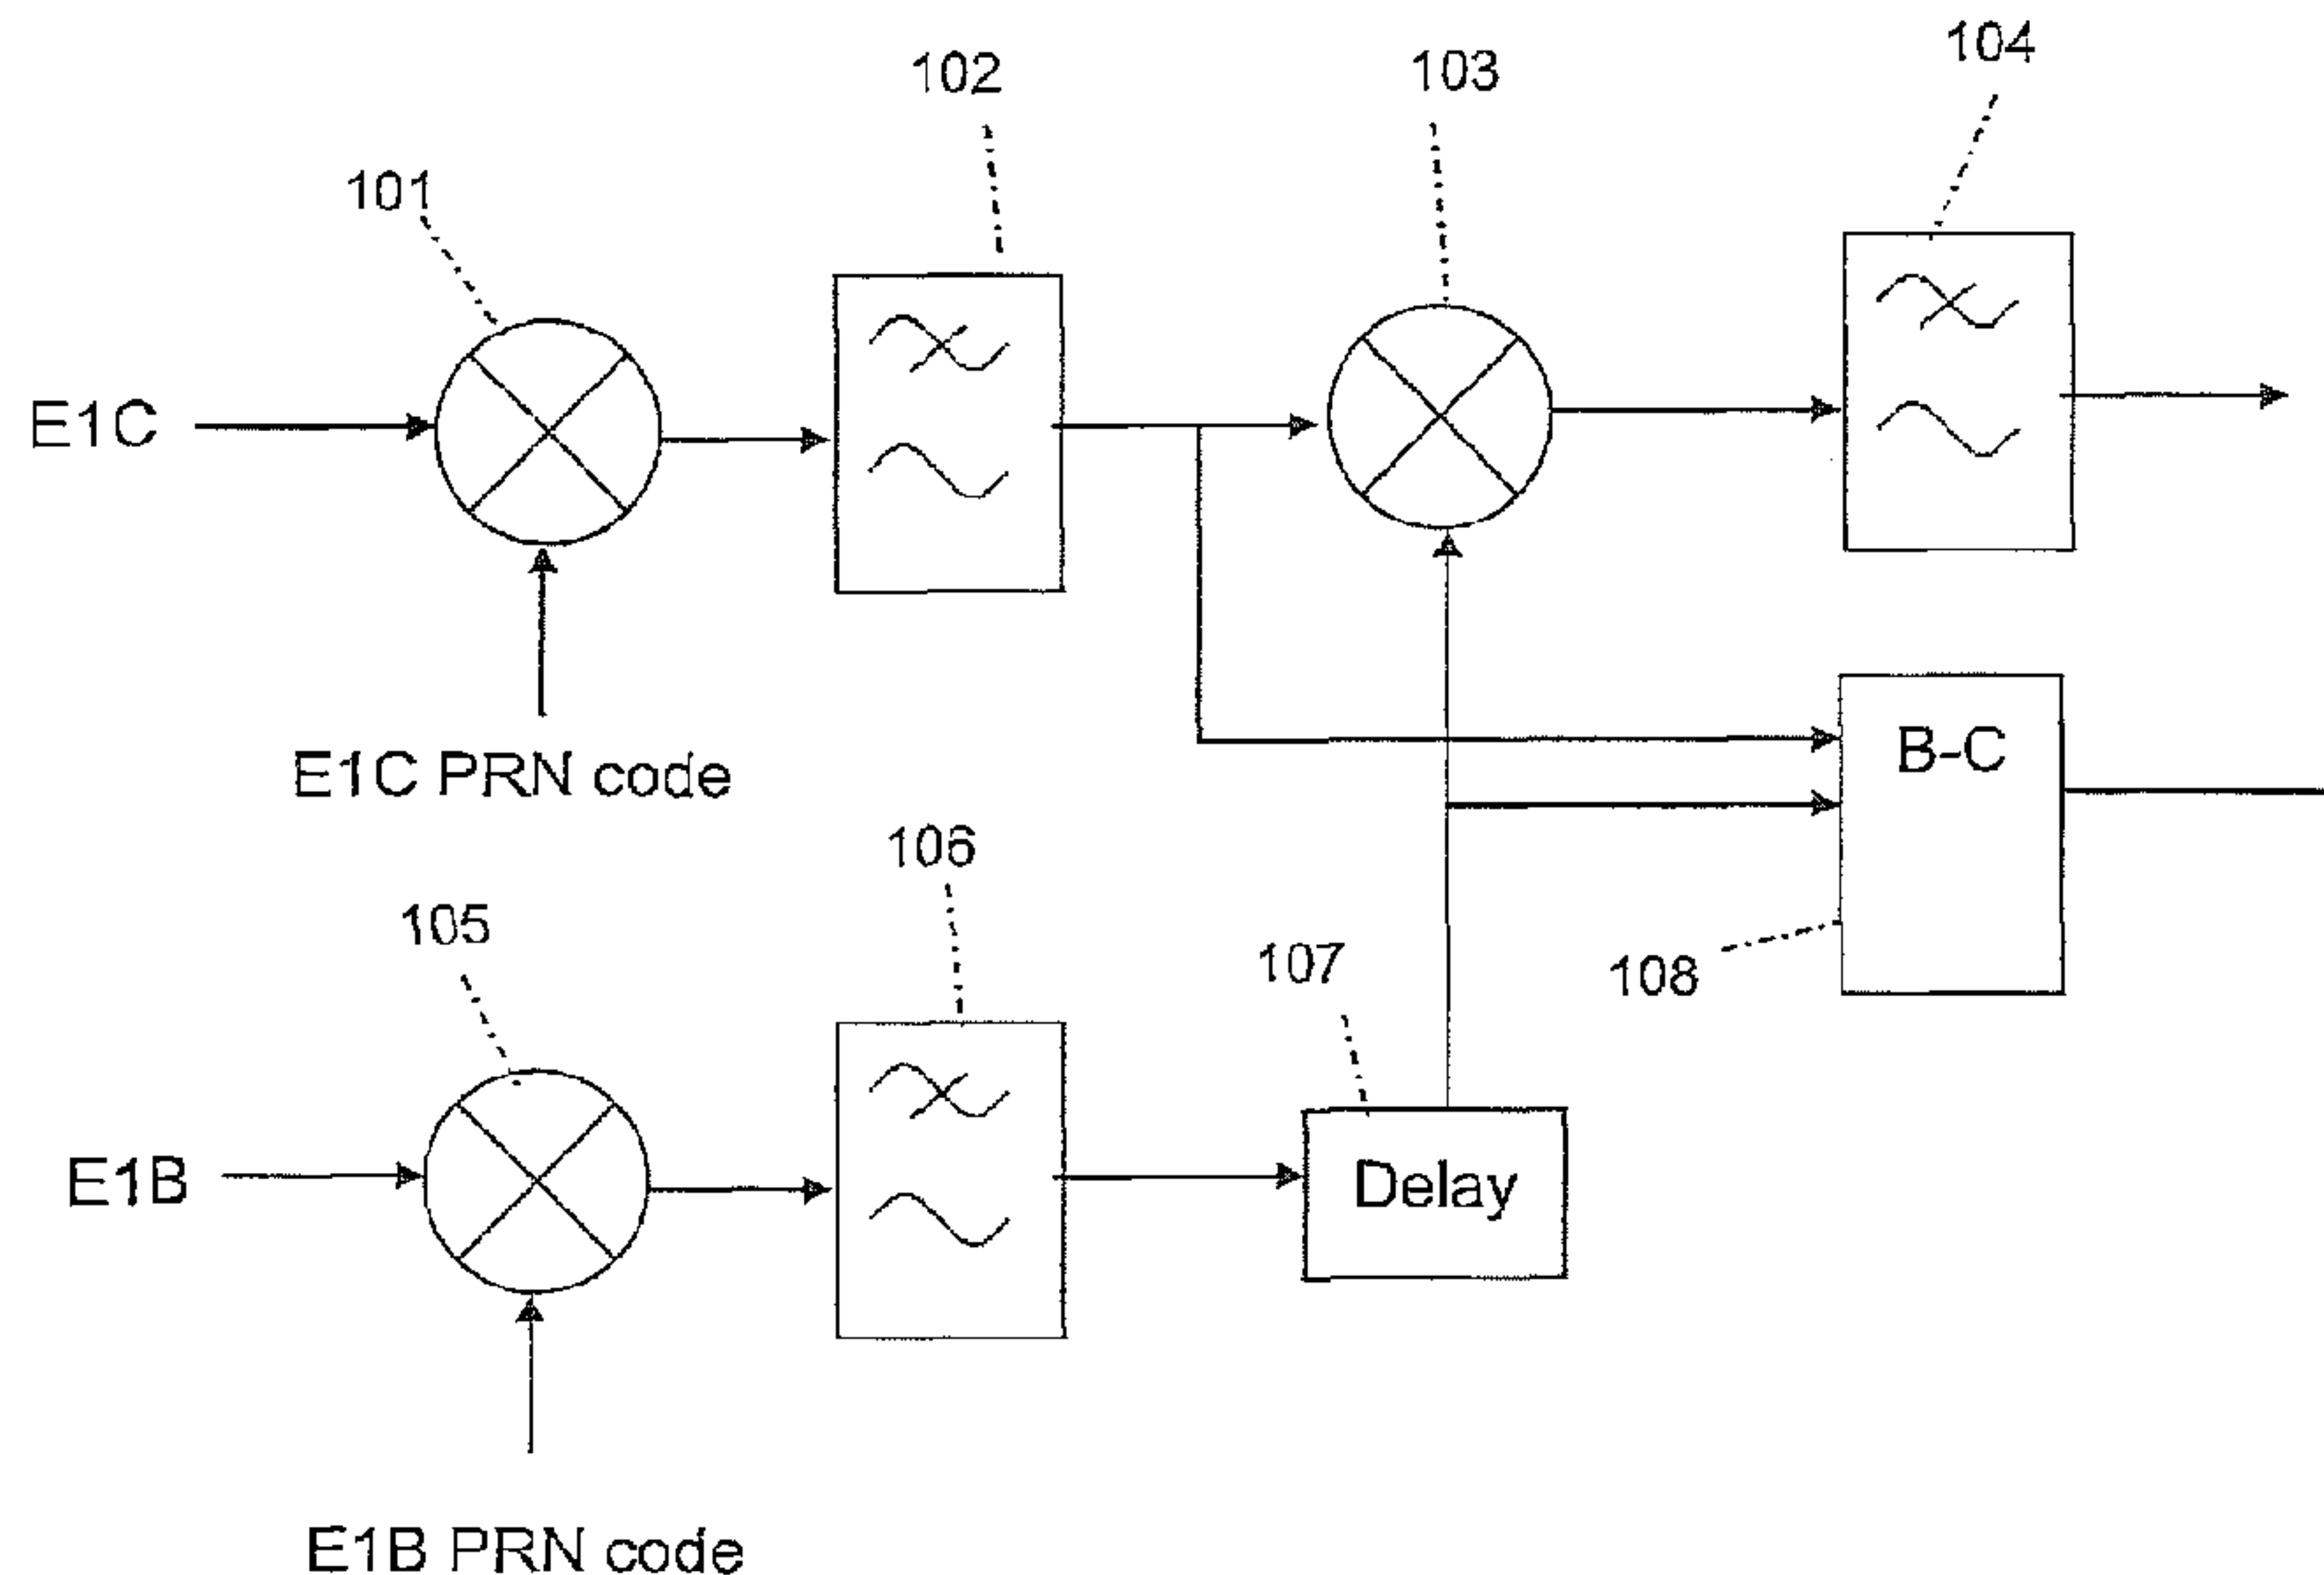 104
102
103
101
E1C
B-C
E1C PRN code
106
105
107
108
E1B
Delay
E1B PRN code